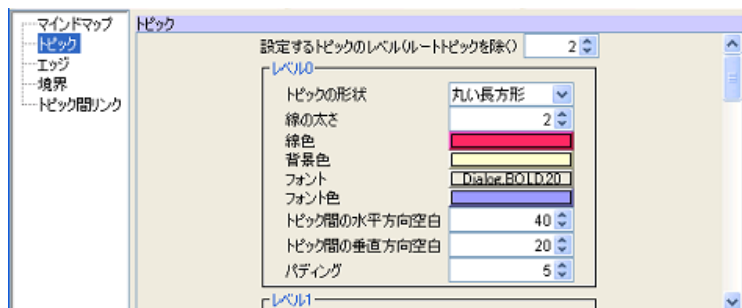 マインドマップ
トピック
エッジ
境界
トピック間リンク
トピック
設定するトピックのレベル(ルートトピックを除く) 2
レベル0
トピックの形状 丸い長方形
線の太さ 2
線色
背景色
フォント Dialog.BOLD.20
フォント色
トピック間の水平方向空白 40
トピック間の垂直方向空白 20
パディング 5
レベル1